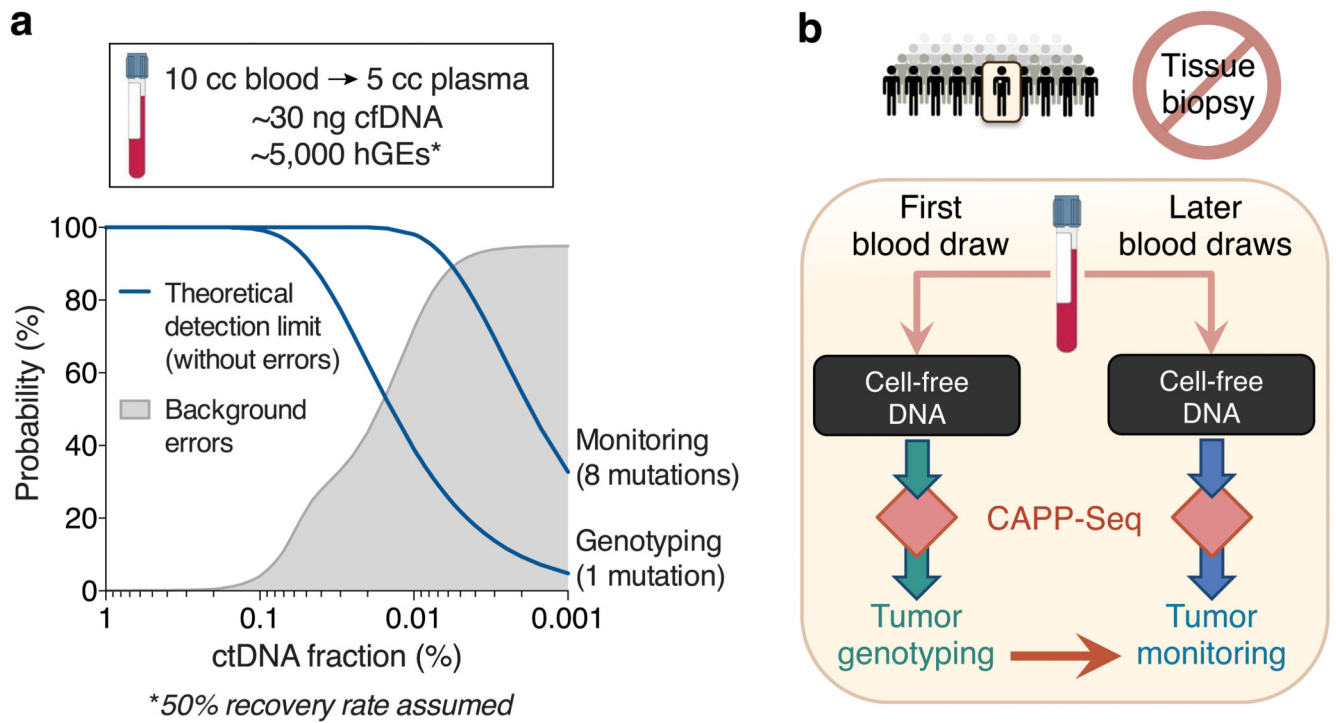 a
10 cc blood → 5 cc plasma
~30 ng cfDNA
~5,000 hGEs*
Probability (%)
100
80
60
40
20
0
Theoretical
detection limit
(without errors)
Background
errors
Monitoring
(8 mutations)
Genotyping
(1 mutation)
1
0.1
0.01
0.001
ctDNA fraction (%)
*50% recovery rate assumed
b
Tissue
biopsy
First
blood draw
Later
blood draws
Cell-free
DNA
Cell-free
DNA
CAPP-Seq
Tumor
genotyping
Tumor
monitoring